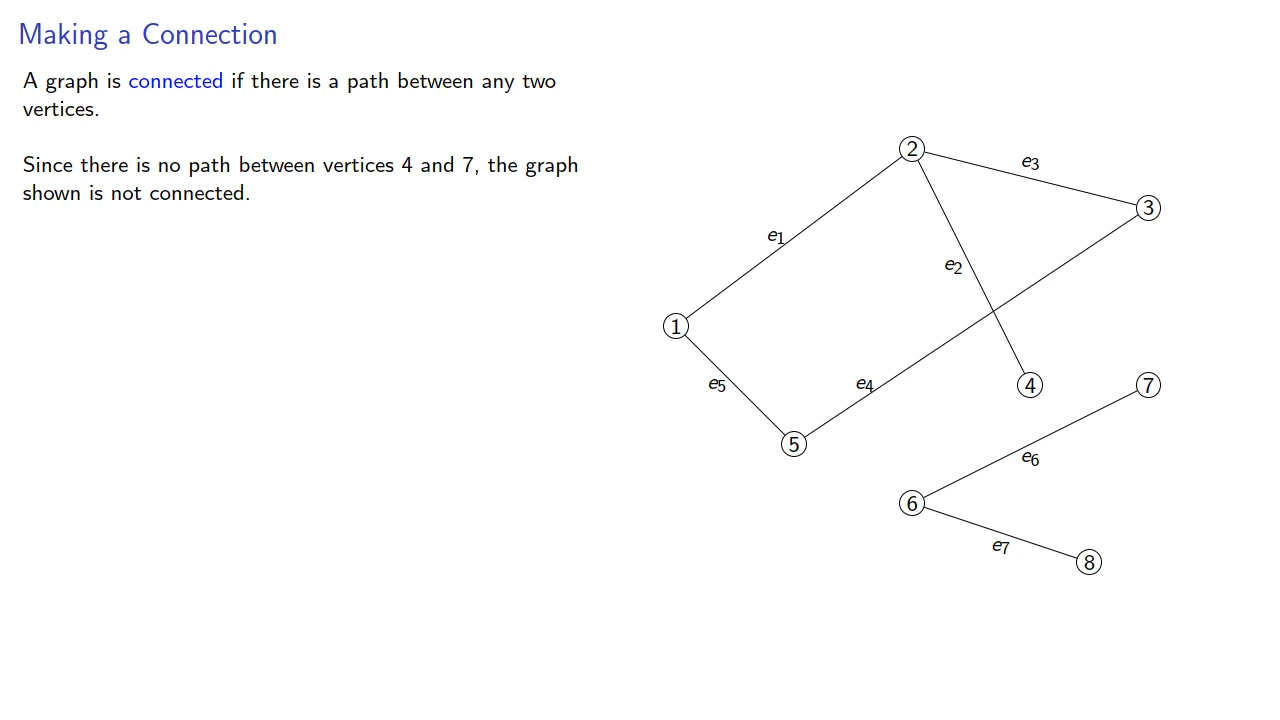 Making a Connection
A graph is connected if there is a path between any two
vertices.
Since there is no path between vertices 4 and 7, the graph
shown is not connected.
2
e3
3
e1
e2
1
e5
e4
4
7
5
e6
6
e7
8